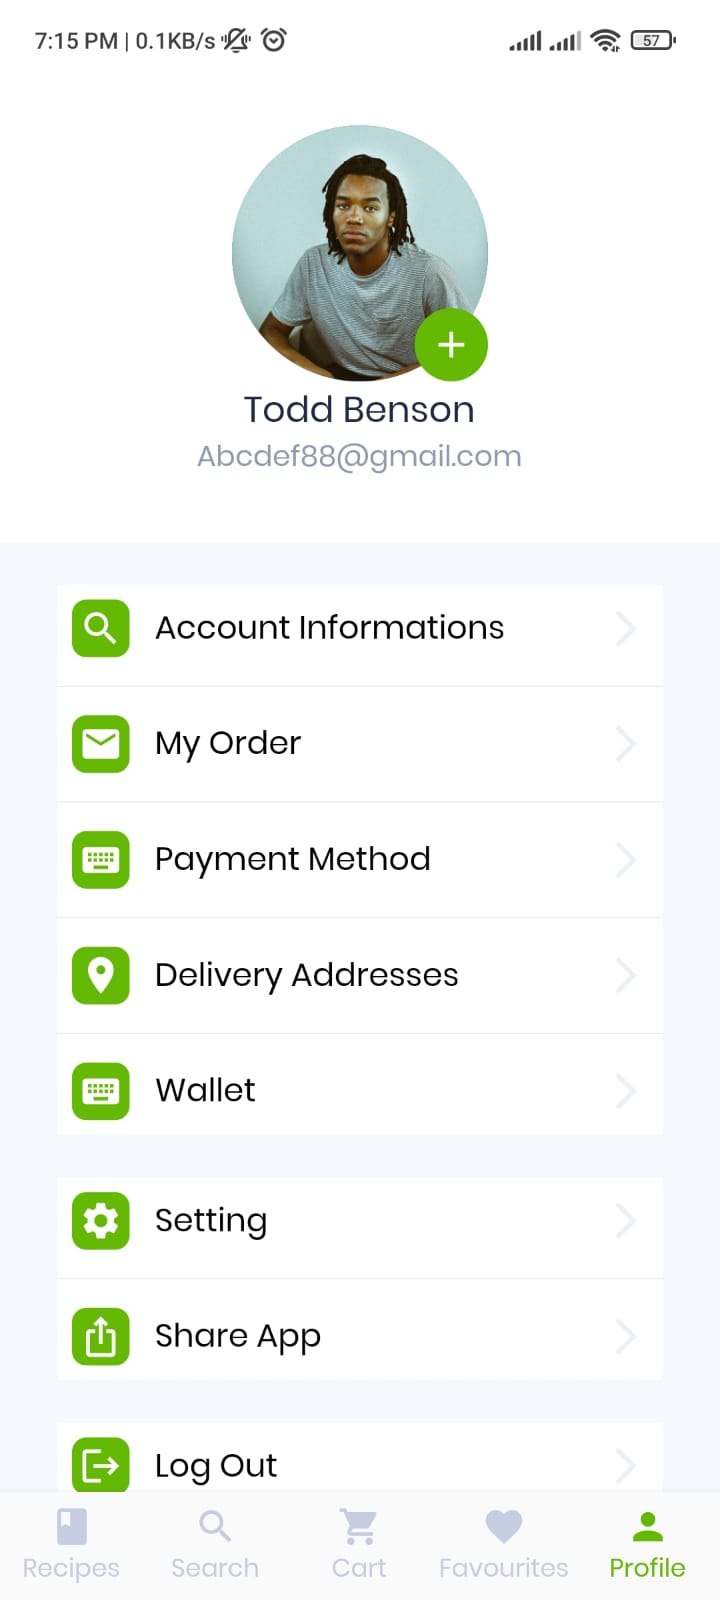 7:15 PM | 0.1KB/s
57
Todd Benson
Abcdef88@gmail.com
Account Informations
My Order
Payment Method
Delivery Addresses
Wallet
Setting
Share App
Log Out
Recipes Search Cart Favourites Profile